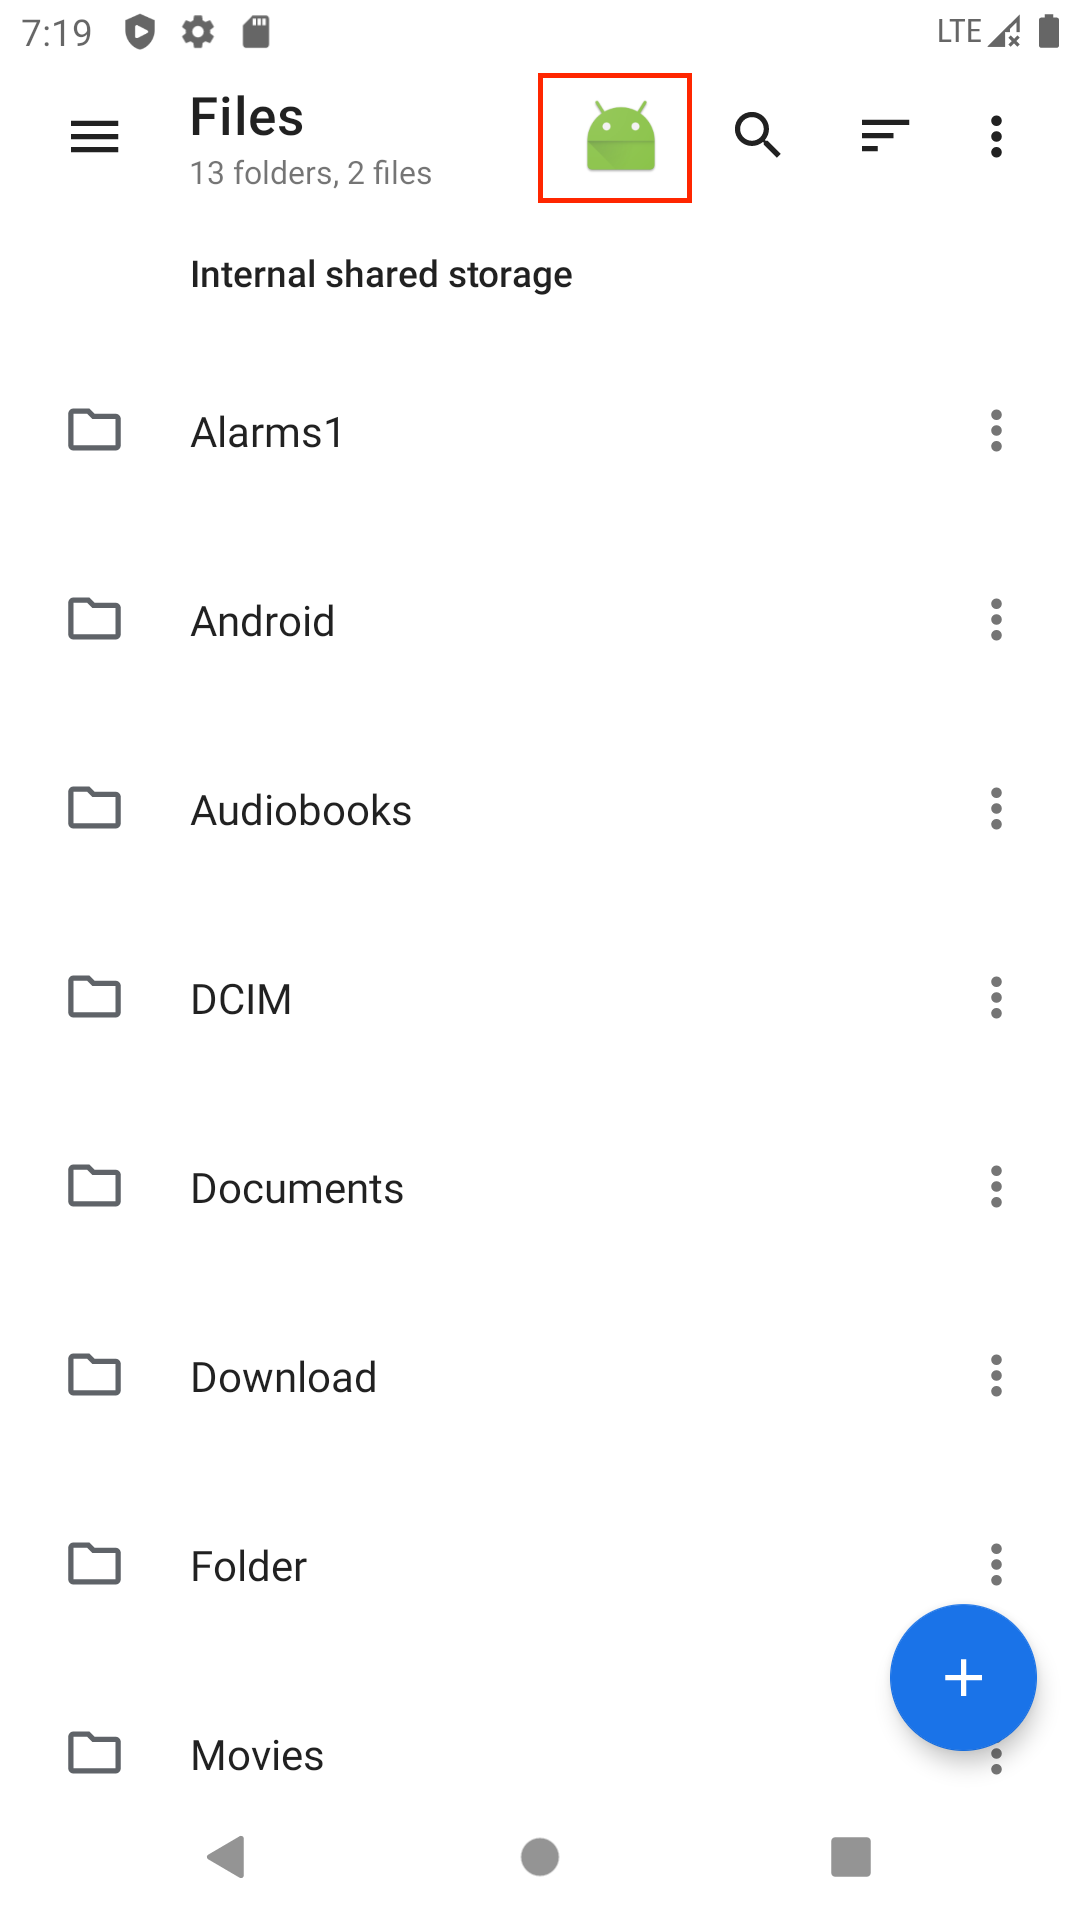 7:19
LTE
Files
13 folders, 2 files
Internal shared storage
Alarms1
Android
Audiobooks
DCIM
Documents
Download
Folder
Movies